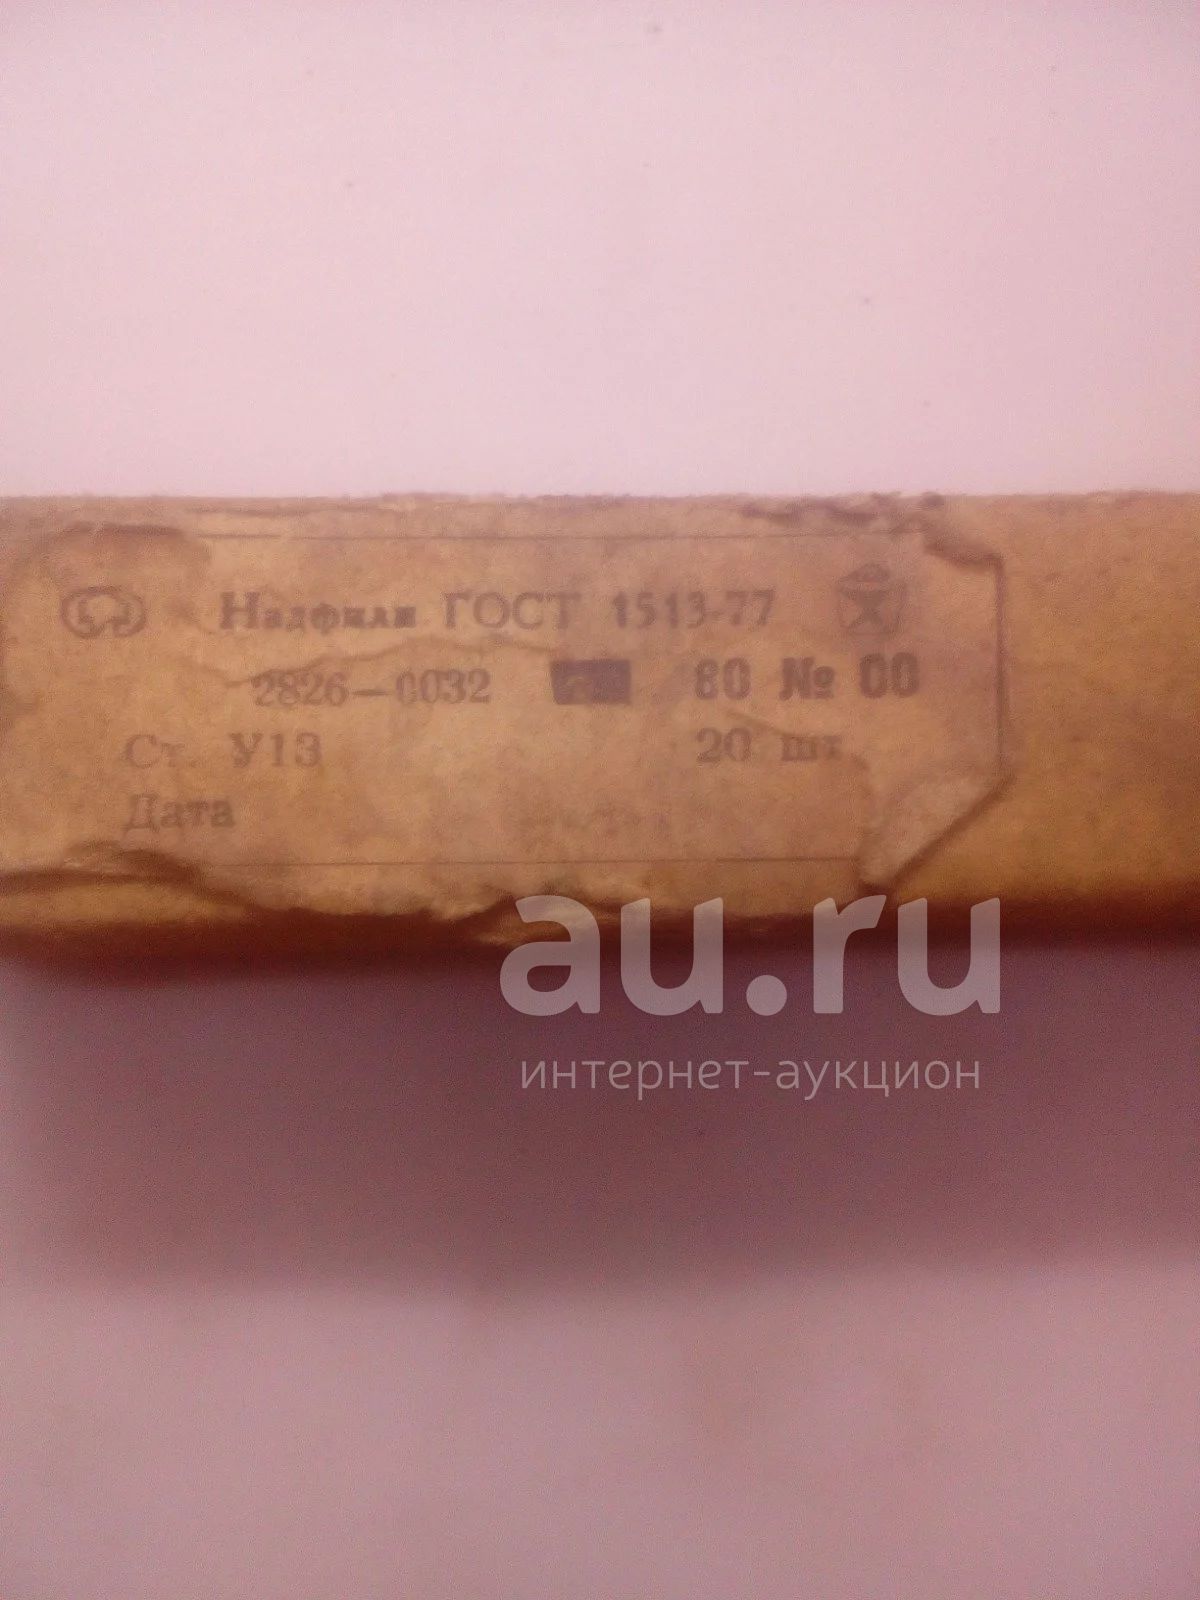 Надфили ГОСТ 1513-77
2826-0032 80 № 00
Ст. У13 20 шт
Дата
au.ru
интернет-аукцион